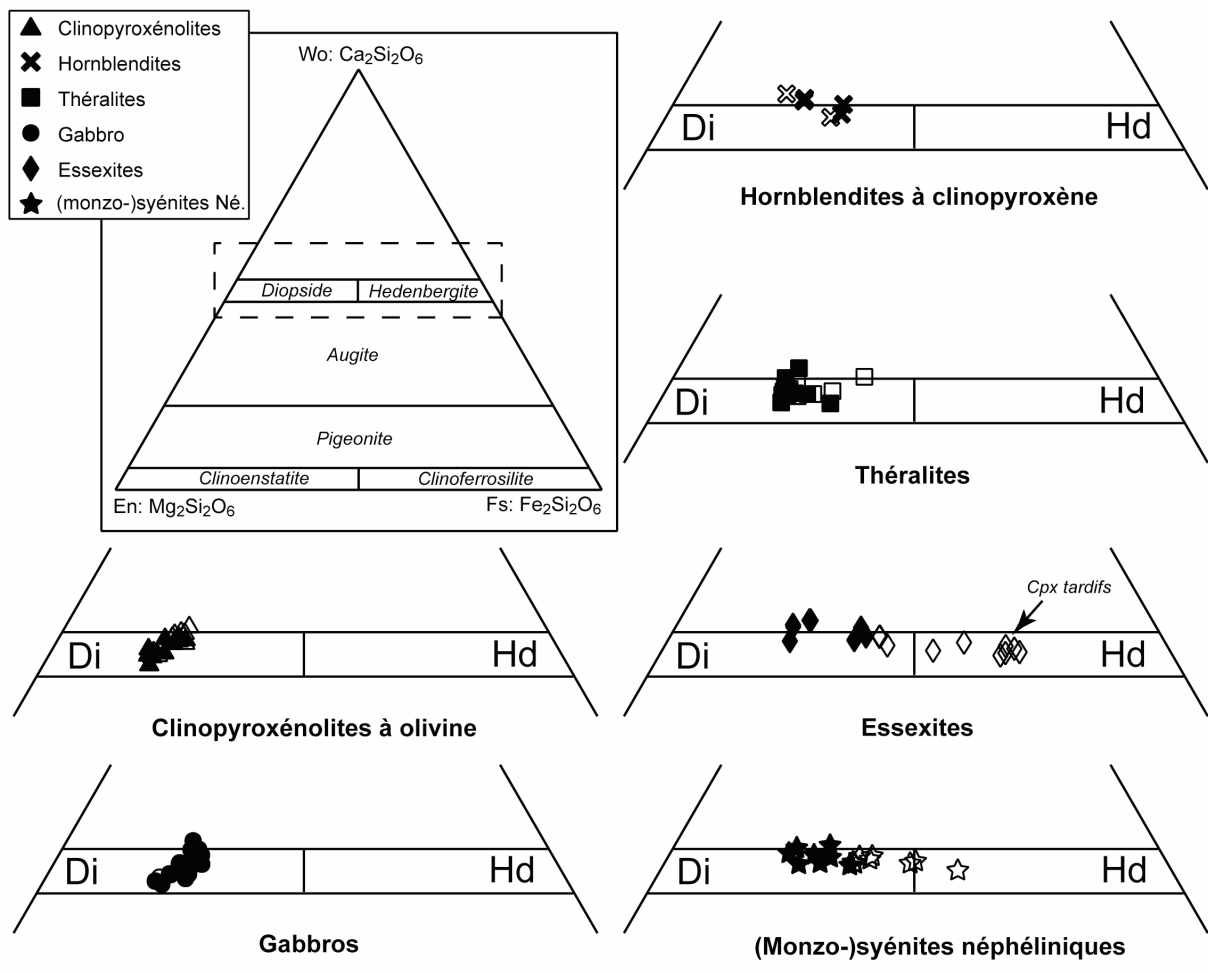 Clinopyroxénolites
Hornblendites
Théralites
Gabbro
Essexites
(monzo-)syénites Né.
Wo: Ca2Si2O6
Diopside
Hedenbergite
Augite
Pigeonite
Clinoenstatite
Clinoferrosilite
En: Mg2Si2O6
Fs: Fe2Si2O6
Di
Hd
Hornblendites à clinopyroxène
Di
Hd
Théralites
Di
Hd
Clinopyroxénolites à olivine
Cpx tardifs
Di
Hd
Essexites
Di
Hd
Gabbros
Di
Hd
(Monzo-)syénites néphéliniques